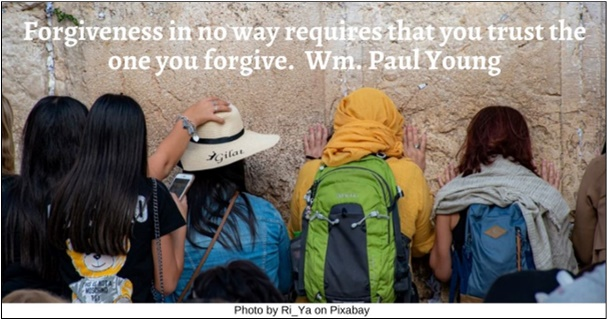 Forgiveness in no way requires that you trust the
one you forgive.  Wm. Paul Young
Gilat
Photo by Ri_Ya on Pixabay